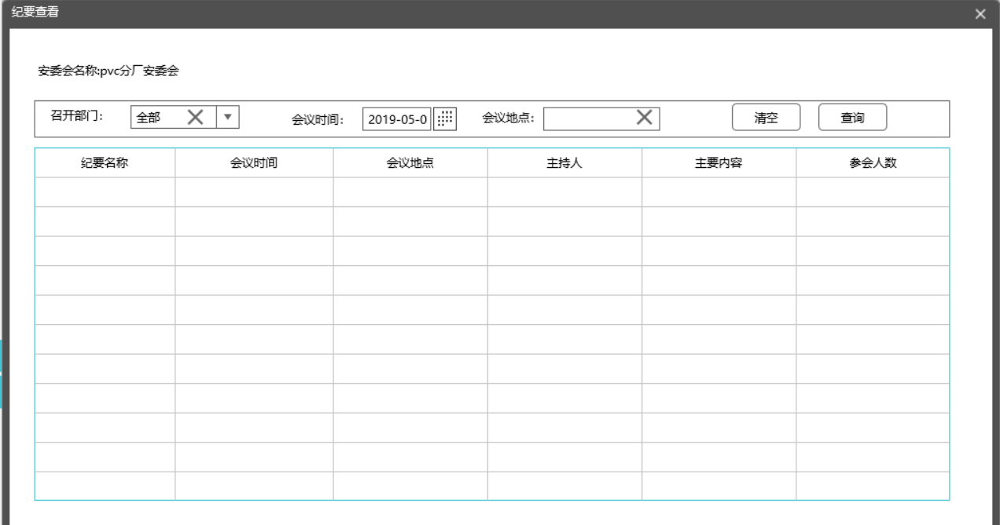 纪要查看
安委会名称:pvc分厂安委会
召开部门： 全部 会议时间： 2019-05-0 会议地点： 清空 查询
纪要名称 会议时间 会议地点 主持人 主要内容 参会人数